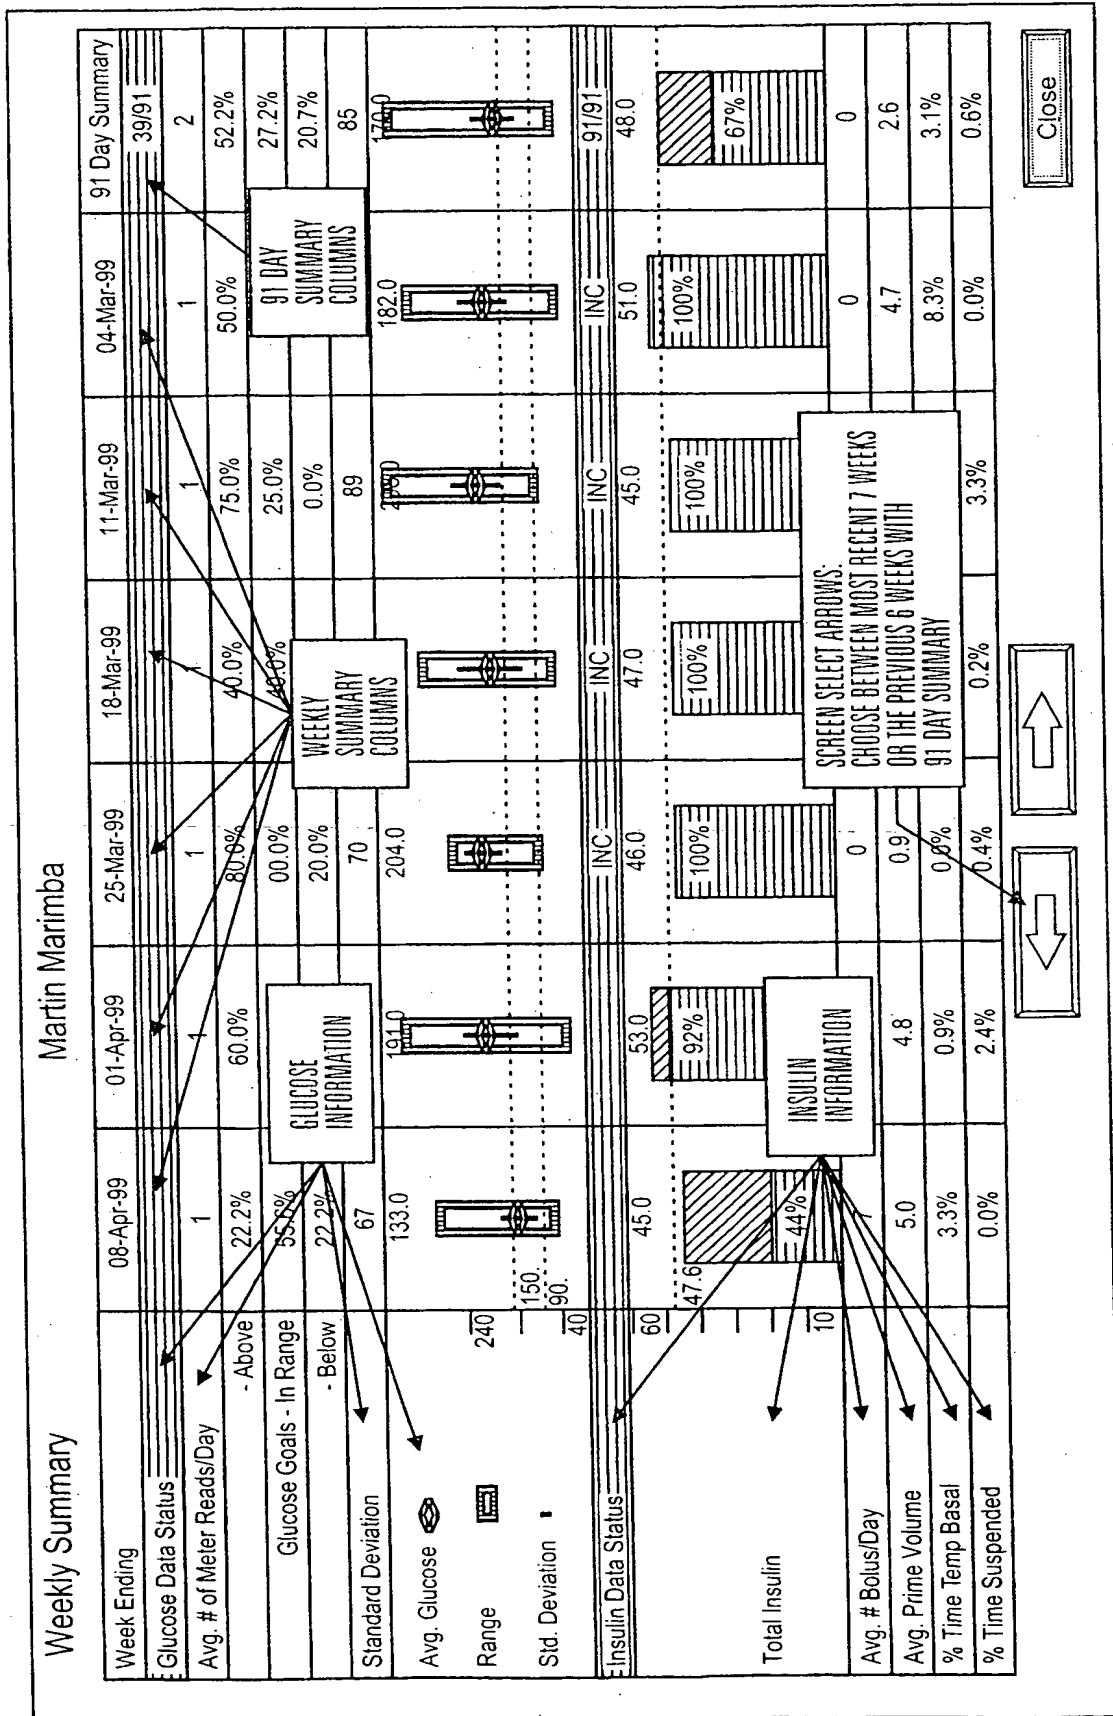 Weekly Summary
Martin Marimba
Week Ending 08-Apr-99 01-Apr-99 25-Mar-99 18-Mar-99 11-Mar-99 04-Mar-99 91 Day Summary
Glucose Data Status 39/91
Avg. # of Meter Reads/Day 1 1 1 1 1 1 2
- Above 22.2% 60.0% 80.0% 40.0% 75.0% 50.0% 52.2%
Glucose Goals - In Range 55.6% 00.0% 40.0% 25.0% 27.2%
- Below 22.2% 20.0% 0.0% 20.7%
Standard Deviation 67 70 89 85
GLUCOSE
INFORMATION
WEEKLY
SUMMARY
COLUMNS
91 DAY
SUMMARY
COLUMNS
Avg. Glucose 133.0 191.0 204.0 182.0 170.0
Range
240
150.
90.
Std. Deviation
40
Insulin Data Status INC INC INC INC 91/91
60 45.0 53.0 46.0 47.0 45.0 51.0 48.0
47.6
Total Insulin 44% 92% 100% 100% 100% 100% 67%
10
INSULIN
INFORMATION
SCREEN SELECT ARROWS:
CHOOSE BETWEEN MOST RECENT 7 WEEKS
OR THE PREVIOUS 6 WEEKS WITH
91 DAY SUMMARY
Avg. # Bolus/Day 0 0 0
Avg. Prime Volume 5.0 4.8 0.9 4.7 2.6
% Time Temp Basal 3.3% 0.9% 0.0% 8.3% 3.1%
% Time Suspended 0.0% 2.4% 0.4% 0.2% 3.3% 0.0% 0.6%
Close